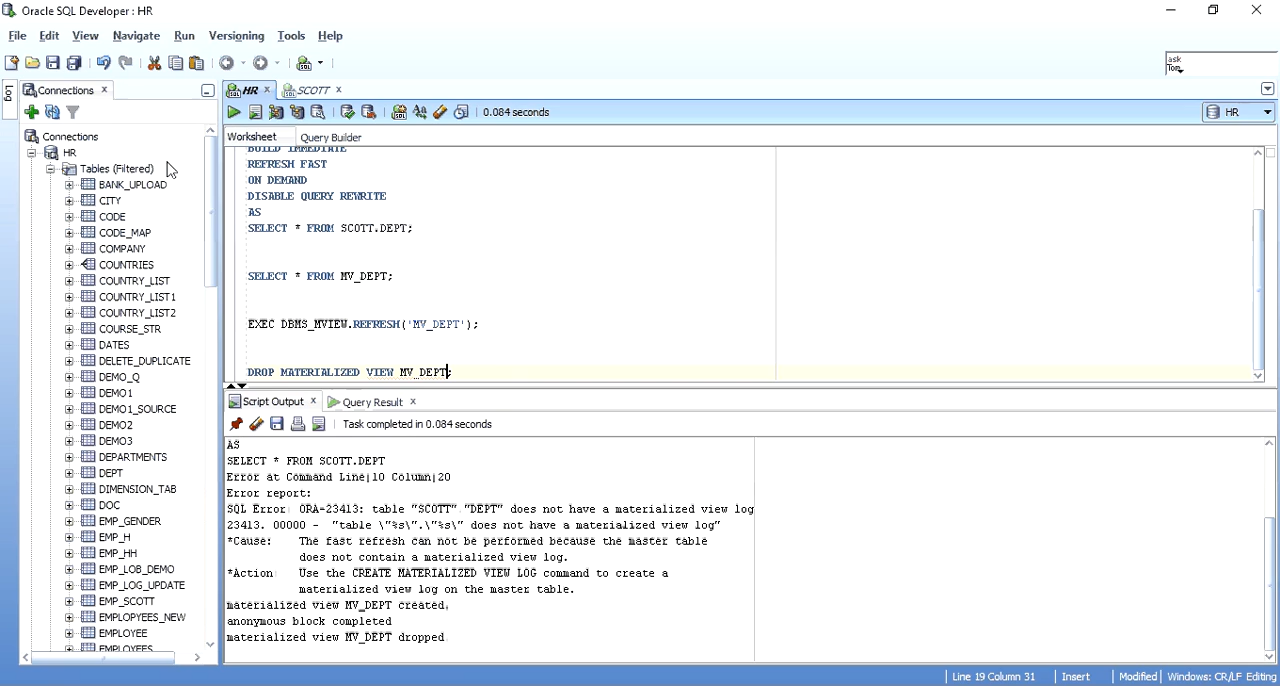 Oracle SQL Developer : HR
File Edit View Navigate Run Versioning Tools Help
ask
Tom
Log
Connections
HR
SCOTT
0.084 seconds
HR
Worksheet
Query Builder
Connections
HR
Tables (Filtered)
BANK_UPLOAD
CITY
CODE
CODE_MAP
COMPANY
COUNTRIES
COUNTRY_LIST
COUNTRY_LIST1
COUNTRY_LIST2
COURSE_STR
DATES
DELETE_DUPLICATE
DEMO_Q
DEMO1
DEMO1_SOURCE
DEMO2
DEMO3
DEPARTMENTS
DEPT
DIMENSION_TAB
DOC
EMP_GENDER
EMP_H
EMP_HH
EMP_LOB_DEMO
EMP_LOG_UPDATE
EMP_SCOTT
EMPLOPYEES_NEW
EMPLOYEE
EMPLOYEES
BUILD IMMEDIATE
REFRESH FAST
ON DEMAND
DISABLE QUERY REWRITE
AS
SELECT * FROM SCOTT.DEPT;
SELECT * FROM MV_DEPT;
EXEC DBMS_MVIEW.REFRESH('MV_DEPT');
DROP MATERIALIZED VIEW MV_DEPT;
Script Output
Query Result
Task completed in 0.084 seconds
AS
SELECT * FROM SCOTT.DEPT
Error at Command Line:10 Column:20
Error report:
SQL Error: ORA-23413: table "SCOTT"."DEPT" does not have a materialized view log
23413. 00000 - "table \"%s\".\"%s\" does not have a materialized view log"
*Cause: The fast refresh can not be performed because the master table
does not contain a materialized view log.
*Action: Use the CREATE MATERIALIZED VIEW LOG command to create a
materialized view log on the master table.
materialized view MV_DEPT created.
anonymous block completed
materialized view MV_DEPT dropped.
Line 19 Column 31
Insert
Modified
Windows: CR/LF Editing